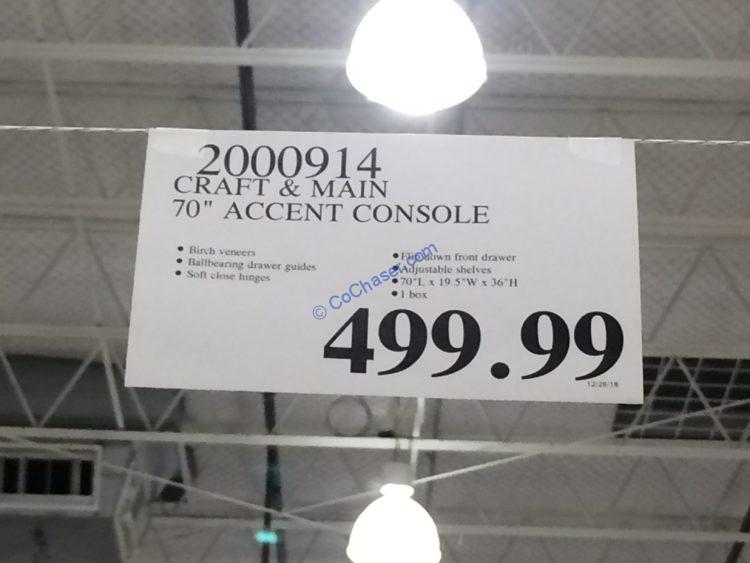 2000914
CRAFT & MAIN
70" ACCENT CONSOLE
• Birch veneers
• Ballbearing drawer guides
• Soft close hinges
• Flip down front drawer
• Adjustable shelves
• 70"L x 19.5"W x 36"H
• 1 box
© CoChaser.com
499.99
12/28/18